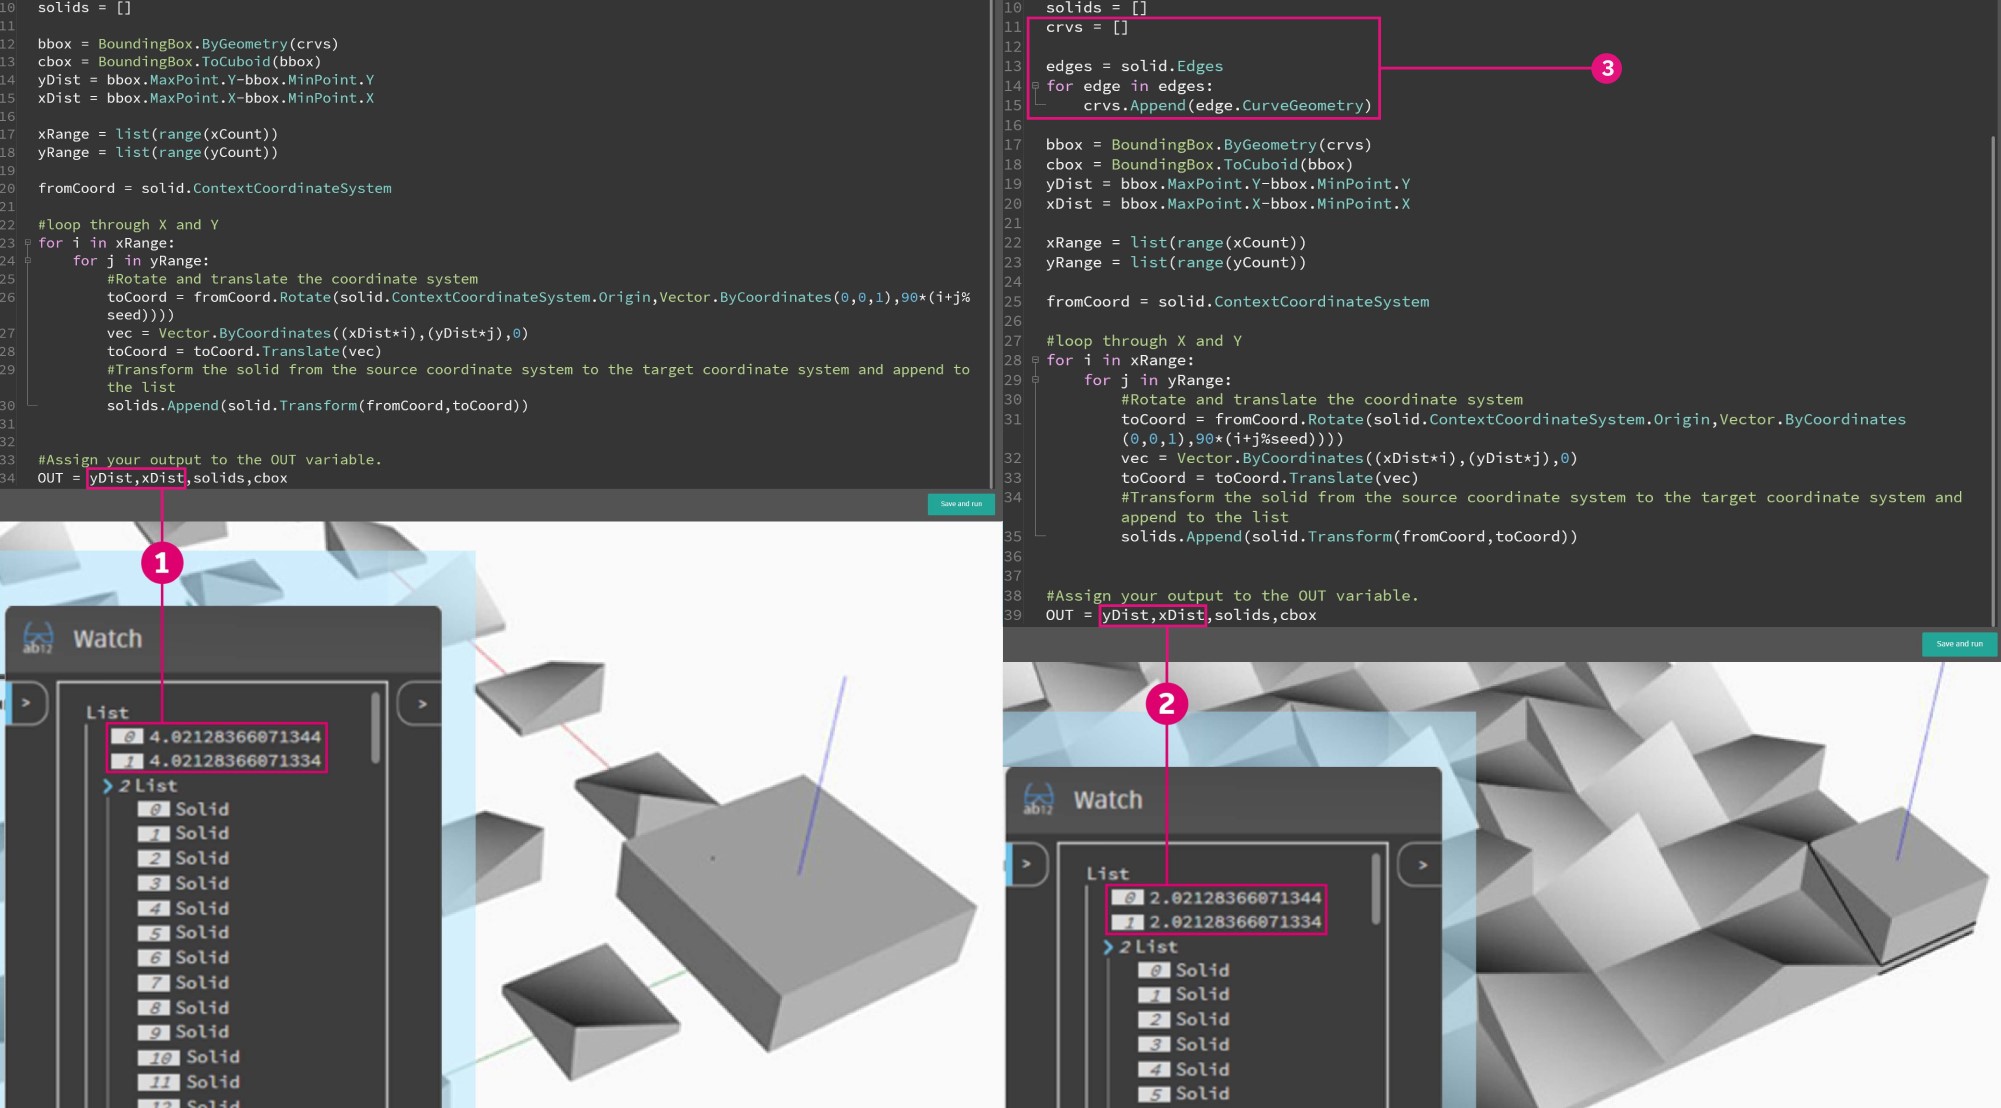 10 solids = []
11
12 bbox = BoundingBox.ByGeometry(crvs)
13 cbox = BoundingBox.ToCuboid(bbox)
14 yDist = bbox.MaxPoint.Y-bbox.MinPoint.Y
15 xDist = bbox.MaxPoint.X-bbox.MinPoint.X
16
17 xRange = list(range(xCount))
18 yRange = list(range(yCount))
19
20 fromCoord = solid.ContextCoordinateSystem
21
22 #loop through X and Y
23 for i in xRange:
24 for j in yRange:
25 #Rotate and translate the coordinate system
26 toCoord = fromCoord.Rotate(solid.ContextCoordinateSystem.Origin,Vector.ByCoordinates(0,0,1),90*(i+j%
seed))))
27 vec = Vector.ByCoordinates((xDist*i),(yDist*j),0)
28 toCoord = toCoord.Translate(vec)
29 #Transform the solid from the source coordinate system to the target coordinate system and append to
the list
30 solids.Append(solid.Transform(fromCoord,toCoord))
31
32
33 #Assign your output to the OUT variable.
34 OUT = yDist,xDist,solids,cbox
Save and run
1
ab12 Watch
>
>
List
0 4.02128366071344
1 4.02128366071334
2 List
0 Solid
1 Solid
2 Solid
3 Solid
4 Solid
5 Solid
6 Solid
7 Solid
8 Solid
9 Solid
10 Solid
11 Solid
12 Solid
10 solids = []
11 crvs = []
12
13 edges = solid.Edges
14 for edge in edges:
15 crvs.Append(edge.CurveGeometry)
3
16
17 bbox = BoundingBox.ByGeometry(crvs)
18 cbox = BoundingBox.ToCuboid(bbox)
19 yDist = bbox.MaxPoint.Y-bbox.MinPoint.Y
20 xDist = bbox.MaxPoint.X-bbox.MinPoint.X
21
22 xRange = list(range(xCount))
23 yRange = list(range(yCount))
24
25 fromCoord = solid.ContextCoordinateSystem
26
27 #loop through X and Y
28 for i in xRange:
29 for j in yRange:
30 #Rotate and translate the coordinate system
31 toCoord = fromCoord.Rotate(solid.ContextCoordinateSystem.Origin,Vector.ByCoordinates
(0,0,1),90*(i+j%seed))))
32 vec = Vector.ByCoordinates((xDist*i),(yDist*j),0)
33 toCoord = toCoord.Translate(vec)
34 #Transform the solid from the source coordinate system to the target coordinate system and
append to the list
35 solids.Append(solid.Transform(fromCoord,toCoord))
36
37
38 #Assign your output to the OUT variable.
39 OUT = yDist,xDist,solids,cbox
Save and run
2
ab12 Watch
>
>
List
0 2.02128366071344
1 2.02128366071334
2 List
0 Solid
1 Solid
2 Solid
3 Solid
4 Solid
5 Solid